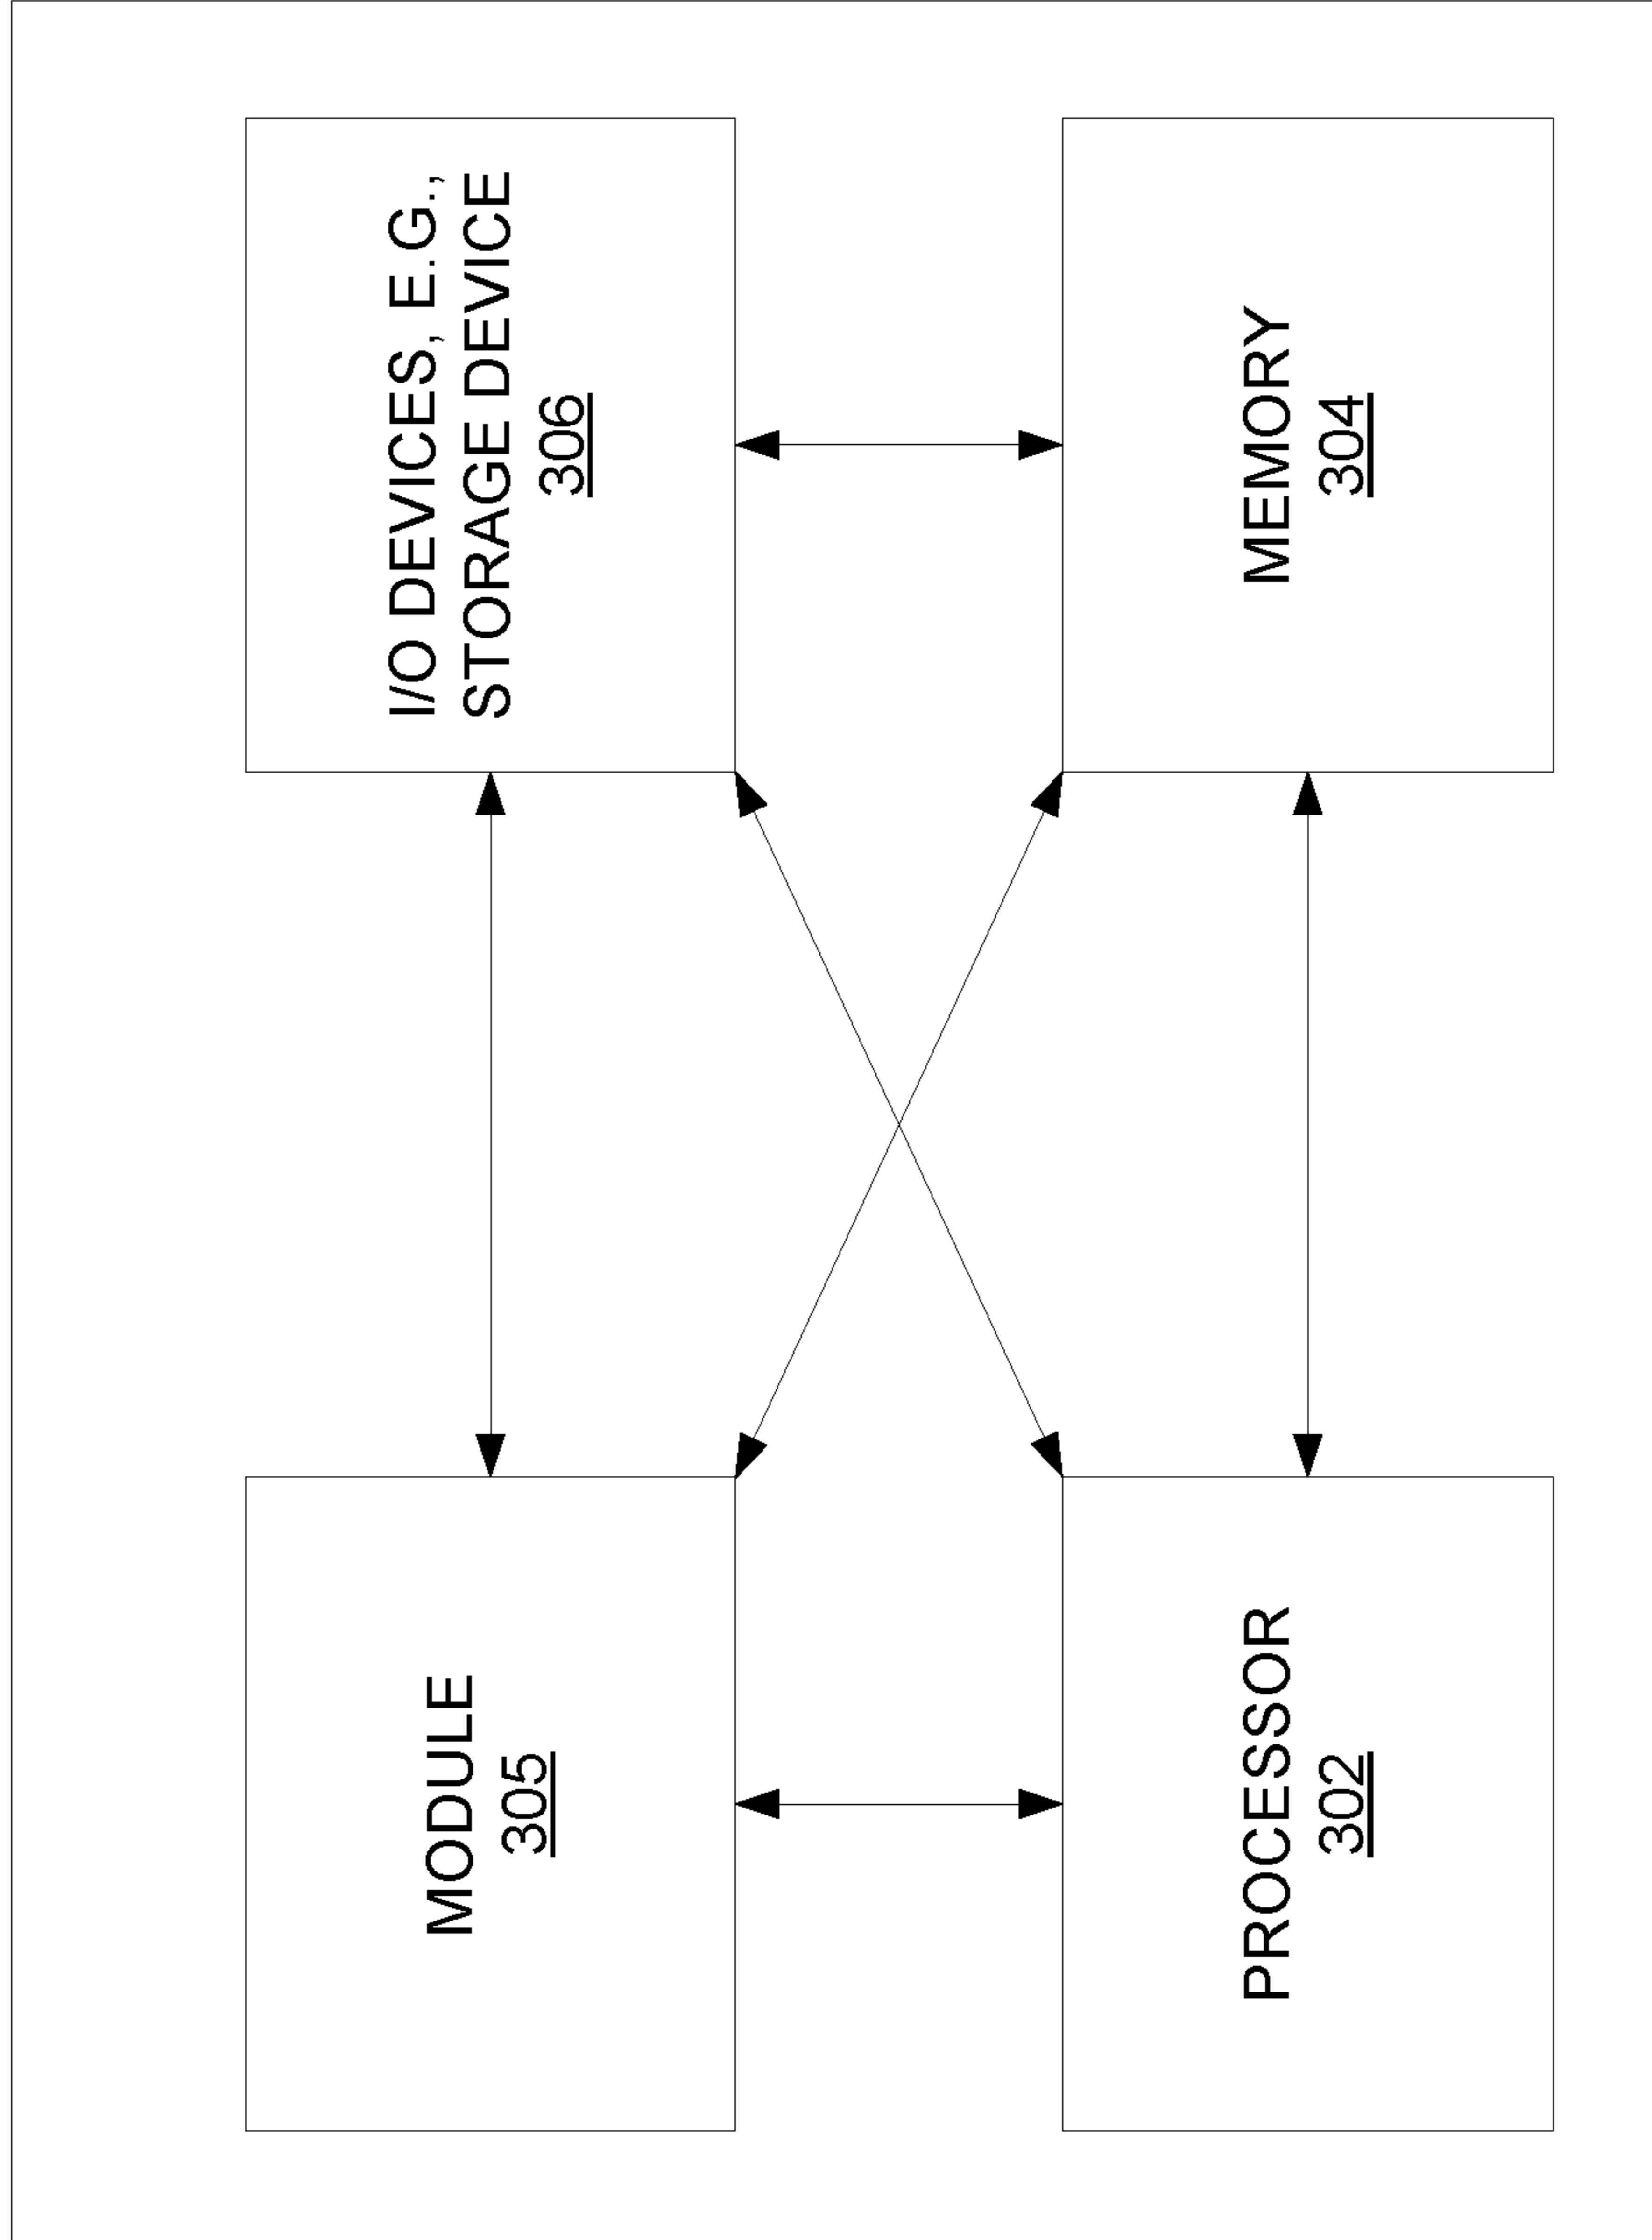 MODULE
305
I/O DEVICES, E.G.,
STORAGE DEVICE
306
PROCESSOR
302
MEMORY
304